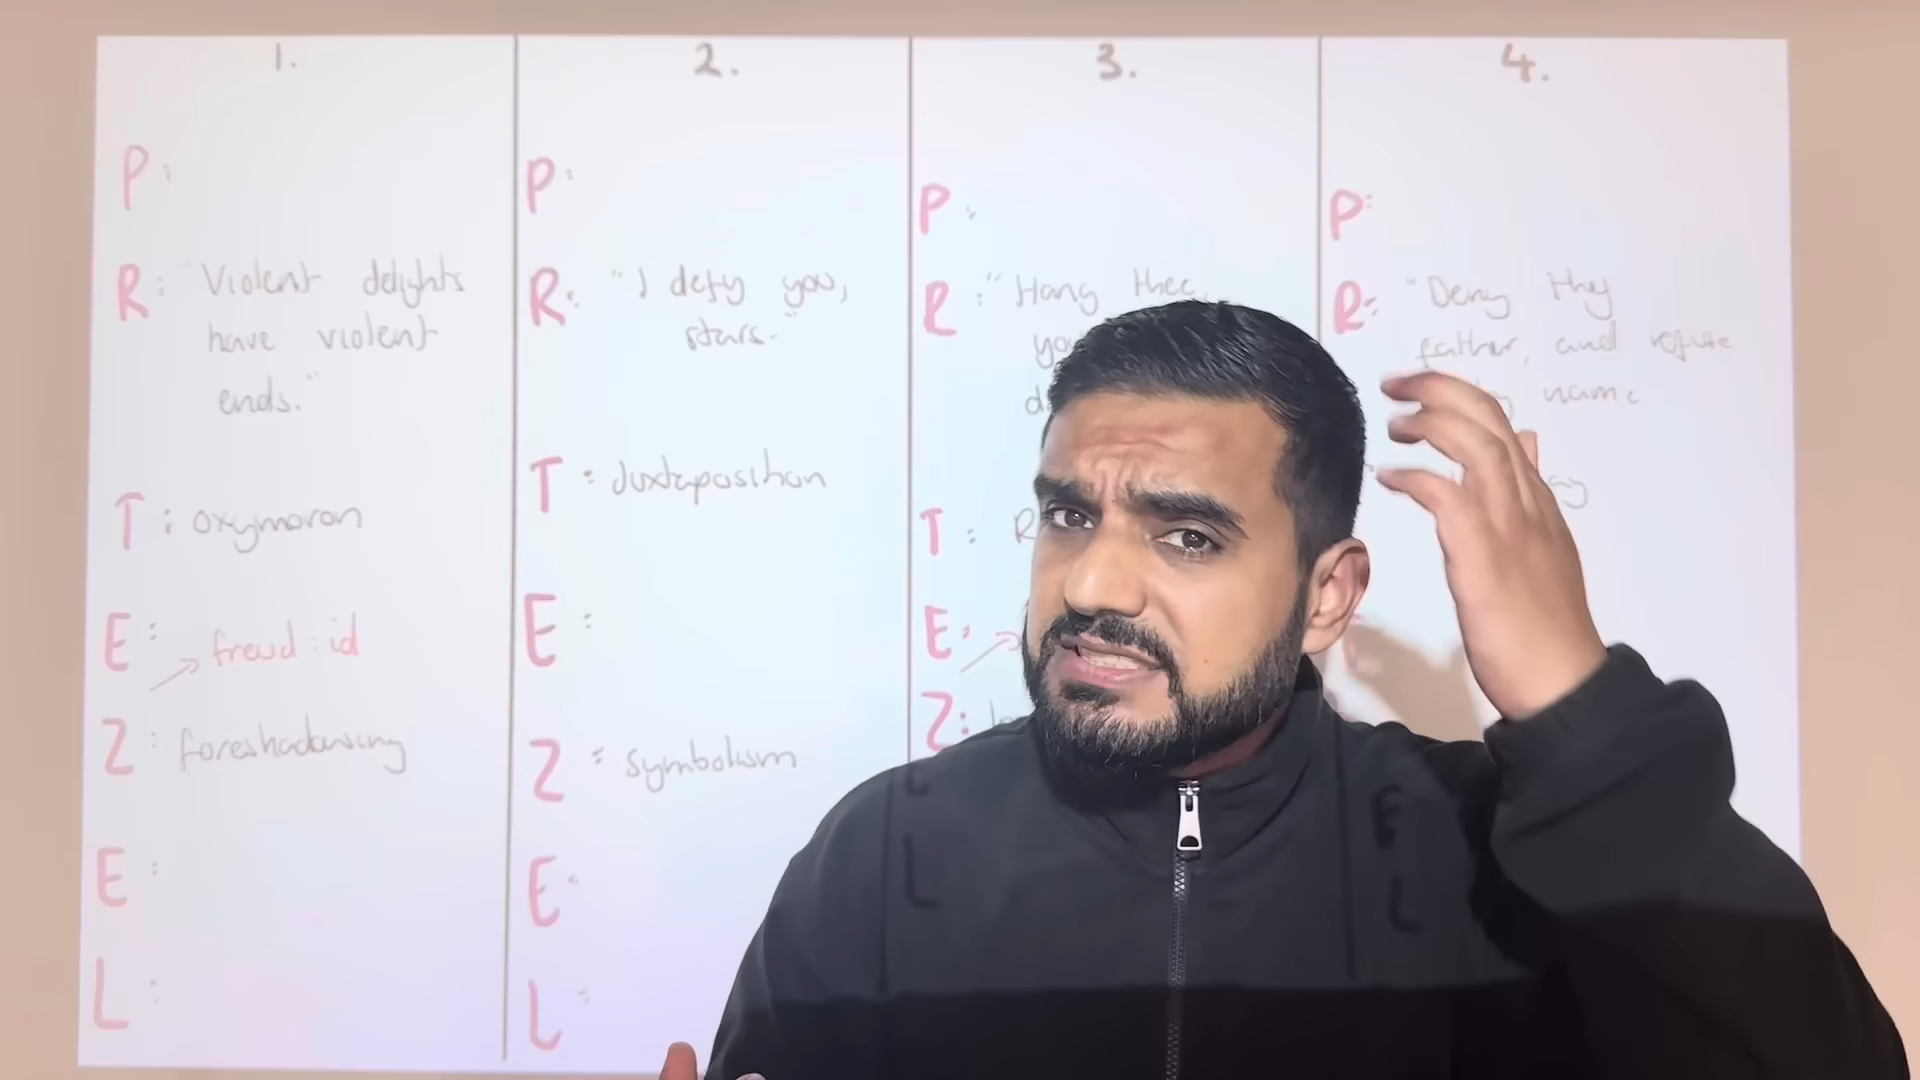 1.
P:
R: "Violent delights
have violent
ends."
T: oxymoron
E:
freud: id
Z: foreshadowing
E:
L:
2.
P:
R: "I defy you,
stars."
T: Juxtaposition
E:
Z: symbolism
E:
L:
3.
P:
R: "Hang thee,
T: R
E:
Z:
L
4.
P:
R: "Deny thy
father, and refuse
name
E
L